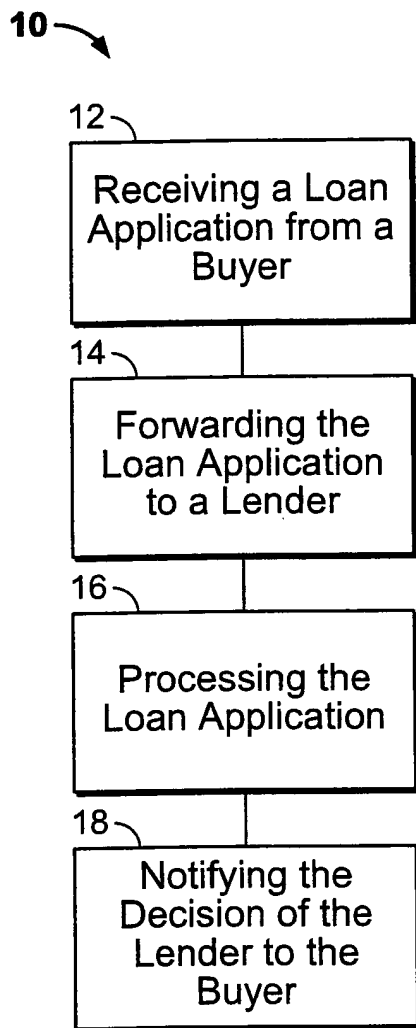 10
12
Receiving a Loan
Application from a
Buyer
14
Forwarding the
Loan Application
to a Lender
16
Processing the
Loan Application
18
Notifying the
Decision of the
Lender to the
Buyer